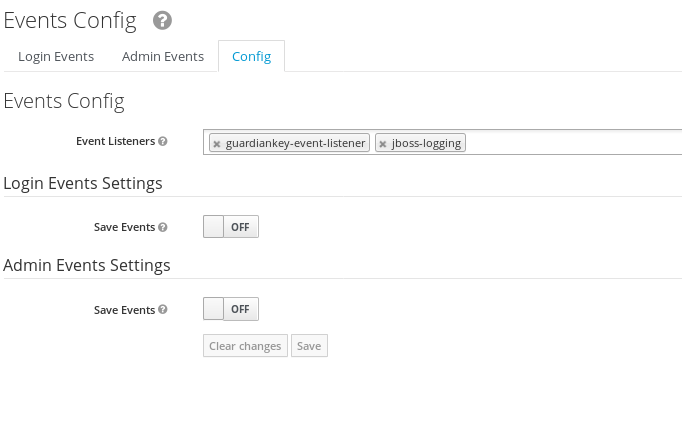 Events Config
Login Events Admin Events Config
Events Config
Event Listeners guardiankey-event-listener jboss-logging
Login Events Settings
Save Events OFF
Admin Events Settings
Save Events OFF
Clear changes Save